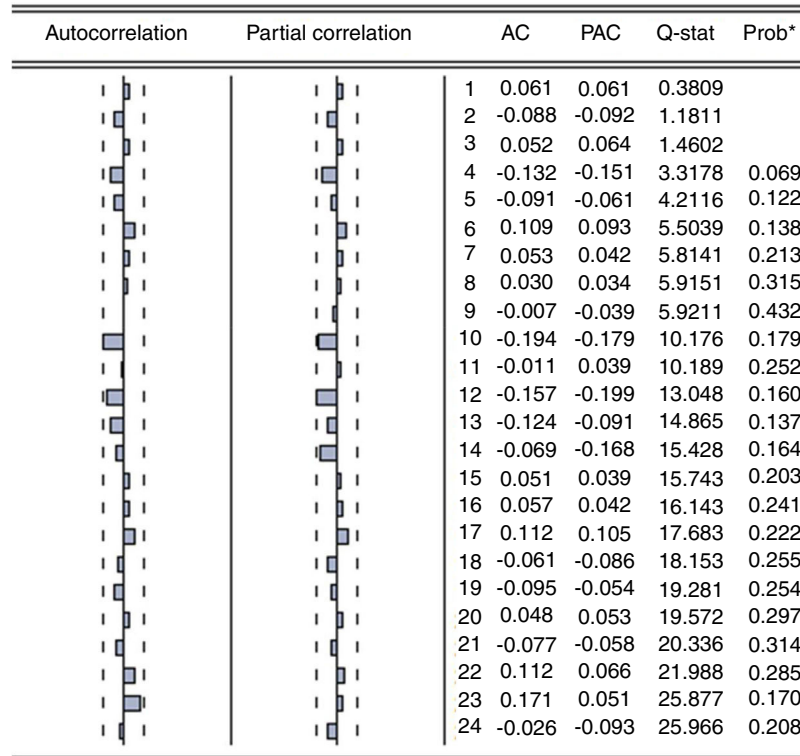 Autocorrelation Partial correlation AC PAC Q-stat Prob*
1 0.061 0.061 0.3809
2 -0.088 -0.092 1.1811
3 0.052 0.064 1.4602
4 -0.132 -0.151 3.3178 0.069
5 -0.091 -0.061 4.2116 0.122
6 0.109 0.093 5.5039 0.138
7 0.053 0.042 5.8141 0.213
8 0.030 0.034 5.9151 0.315
9 -0.007 -0.039 5.9211 0.432
10 -0.194 -0.179 10.176 0.179
11 -0.011 0.039 10.189 0.252
12 -0.157 -0.199 13.048 0.160
13 -0.124 -0.091 14.865 0.137
14 -0.069 -0.168 15.428 0.164
15 0.051 0.039 15.743 0.203
16 0.057 0.042 16.143 0.241
17 0.112 0.105 17.683 0.222
18 -0.061 -0.086 18.153 0.255
19 -0.095 -0.054 19.281 0.254
20 0.048 0.053 19.572 0.297
21 -0.077 -0.058 20.336 0.314
22 0.112 0.066 21.988 0.285
23 0.171 0.051 25.877 0.170
24 -0.026 -0.093 25.966 0.208